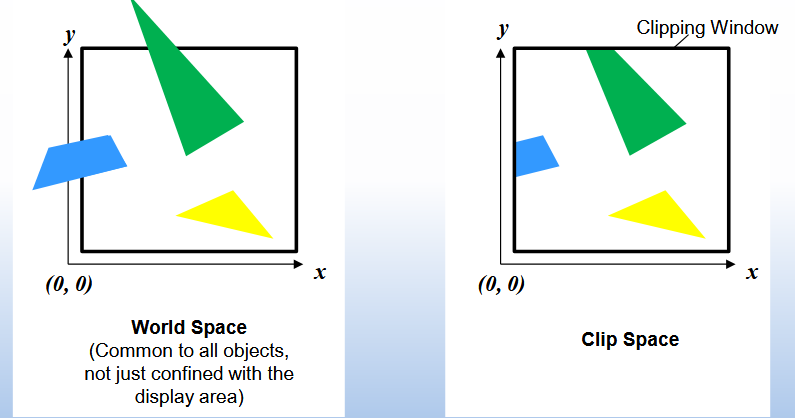 y
(0, 0)
x
World Space
(Common to all objects,
not just confined with the
display area)
Clipping Window
y
(0, 0)
x
Clip Space